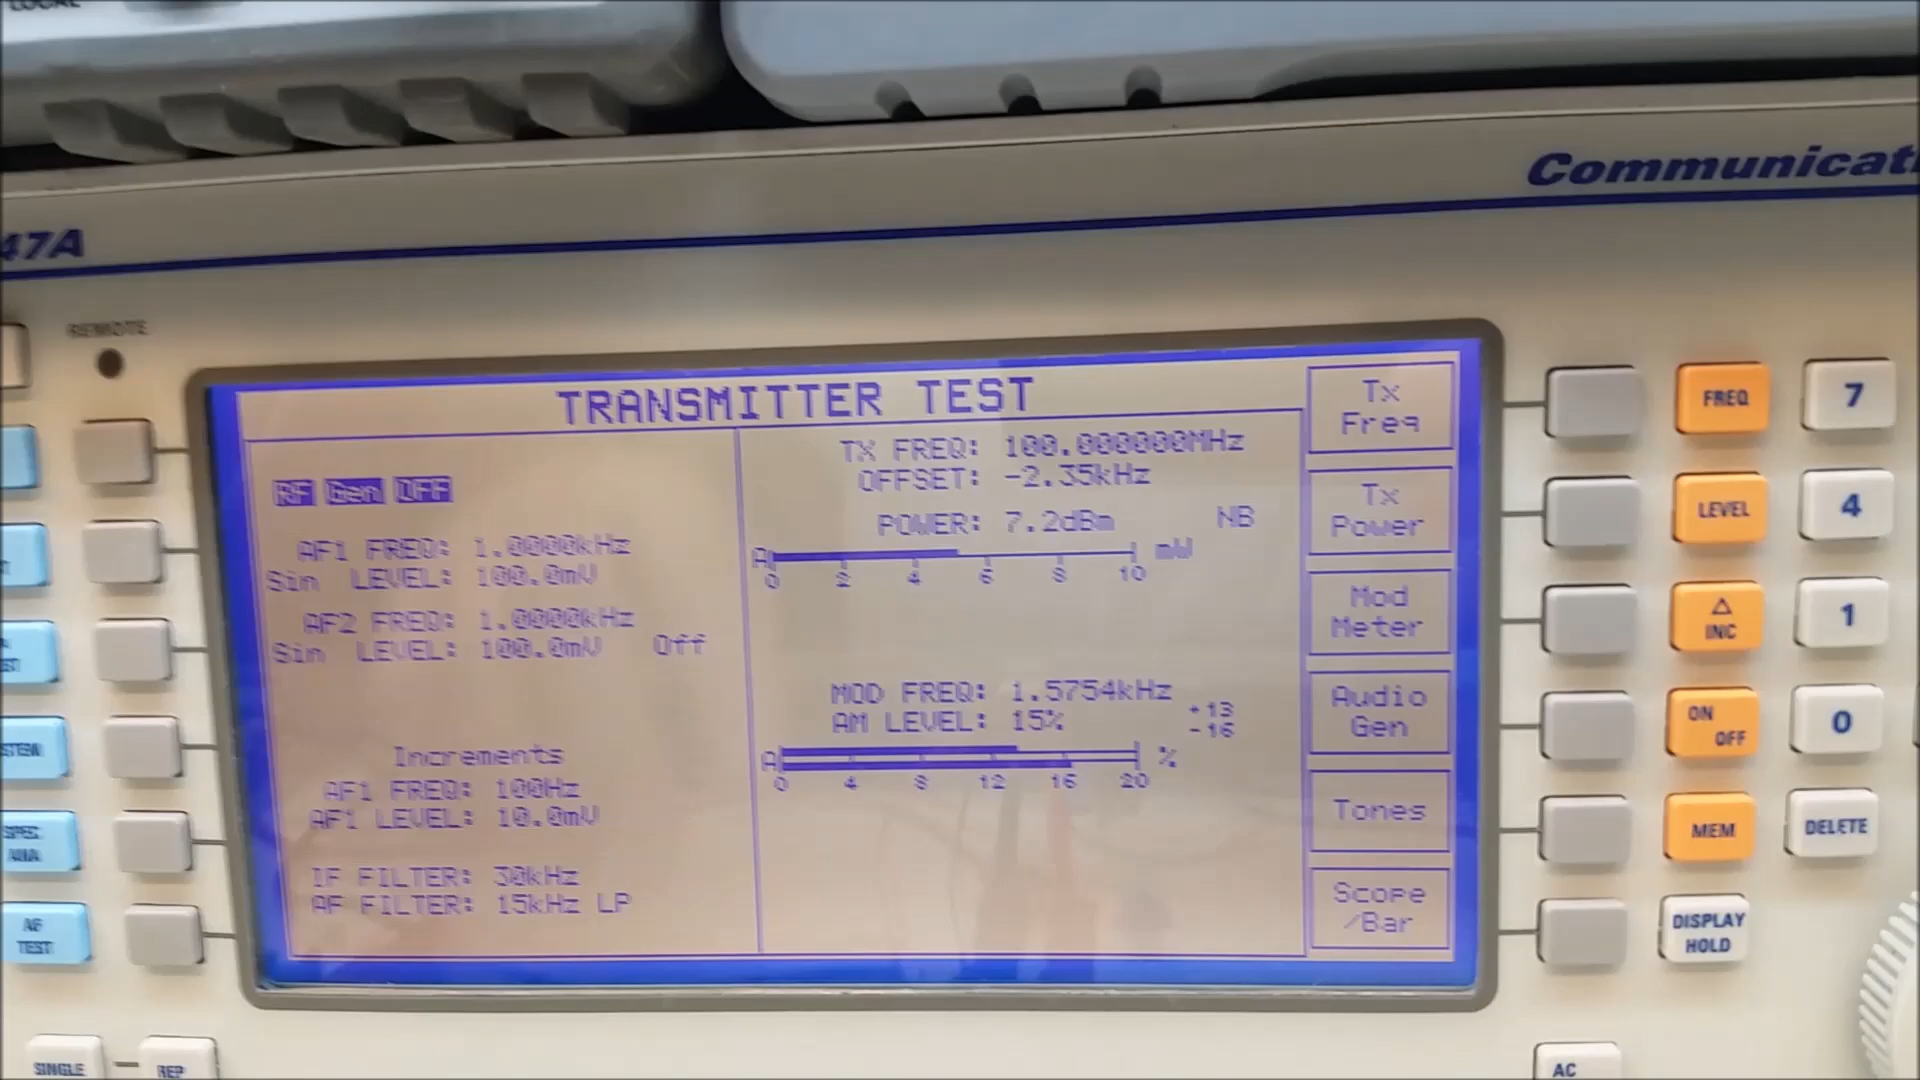 LOCAL
Communicati
47A
REMOTE
TRANSMITTER TEST
RF Gen OFF
AF1 FREQ: 1.0000kHz
Sin LEVEL: 100.0mV
AF2 FREQ: 1.0000kHz
Sin LEVEL: 100.0mV Off
Increments
AF1 FREQ: 100Hz
AF1 LEVEL: 10.0mV
IF FILTER: 30kHz
AF FILTER: 15kHz LP
TX FREQ: 100.000000MHz
OFFSET: -2.35kHz
POWER: 7.2dBm NB
A mW
0 2 4 6 8 10
MOD FREQ: 1.5754kHz
AM LEVEL: 15% +13
-16
A %
0 4 8 12 16 20
Tx
Freq
Tx
Power
Mod
Meter
Audio
Gen
Tones
Scope
/Bar
FREQ 7
LEVEL 4
△
INC 1
ON
OFF 0
MEM DELETE
DISPLAY
HOLD
SPEC
ANA
AF
TEST
SINGLE REP
AC